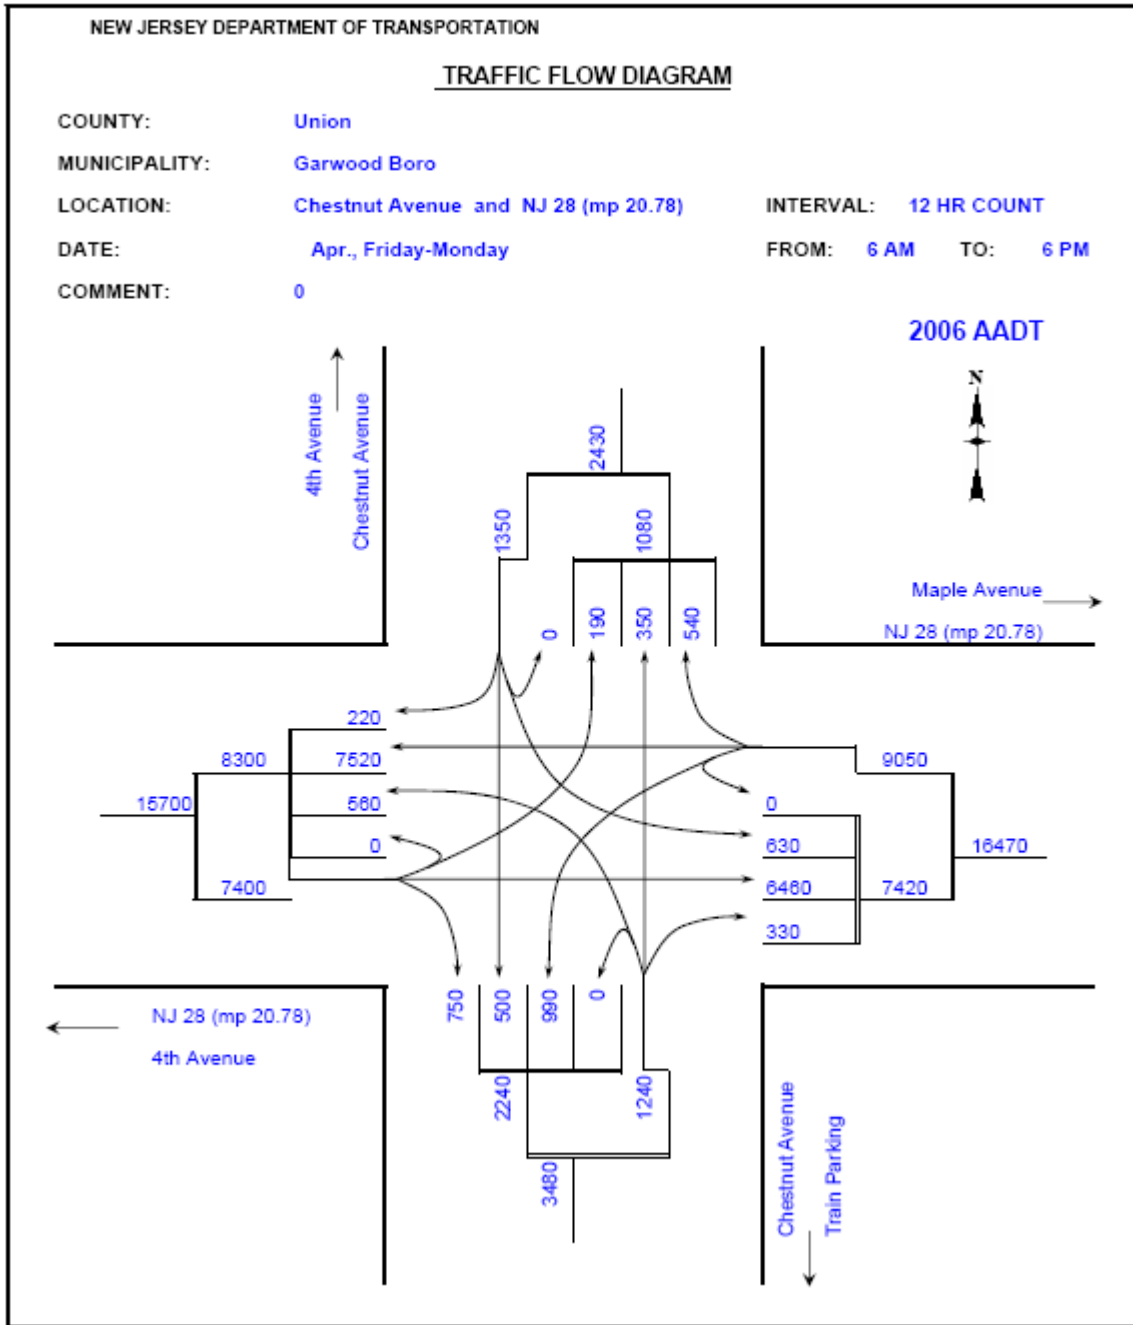 NEW JERSEY DEPARTMENT OF TRANSPORTATION
TRAFFIC FLOW DIAGRAM
COUNTY: Union
MUNICIPALITY: Garwood Boro
LOCATION: Chestnut Avenue and NJ 28 (mp 20.78) INTERVAL: 12 HR COUNT
DATE: Apr., Friday-Monday FROM: 6 AM TO: 6 PM
COMMENT: 0
2006 AADT
N
4th Avenue
Chestnut Avenue
2430
1350
1080
0
190
350
540
Maple Avenue
NJ 28 (mp 20.78)
220
8300
7520
15700
560
0
7400
9050
0
630
16470
6460
7420
330
750
500
990
0
2240
1240
3480
NJ 28 (mp 20.78)
4th Avenue
Chestnut Avenue
Train Parking